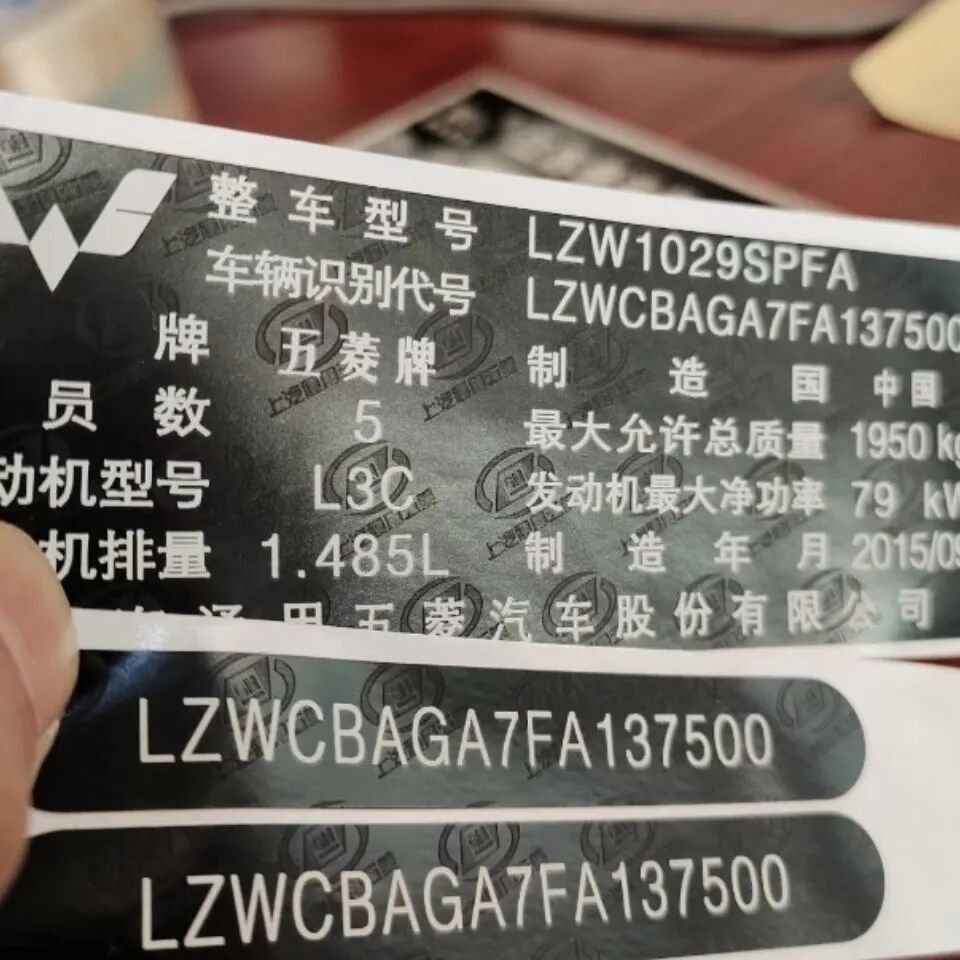 整车型号 LZW1029SPFA
车辆识别代号 LZWCBAGA7FA137500
牌 五菱牌 制造国 中国
员数 5 最大允许总质量 1950 kg
动机型号 L3C 发动机最大净功率 79 kW
机排量 1.485L 制造年月 2015/09
通用五菱汽车股份有限公司
LZWCBAGA7FA137500
LZWCBAGA7FA137500